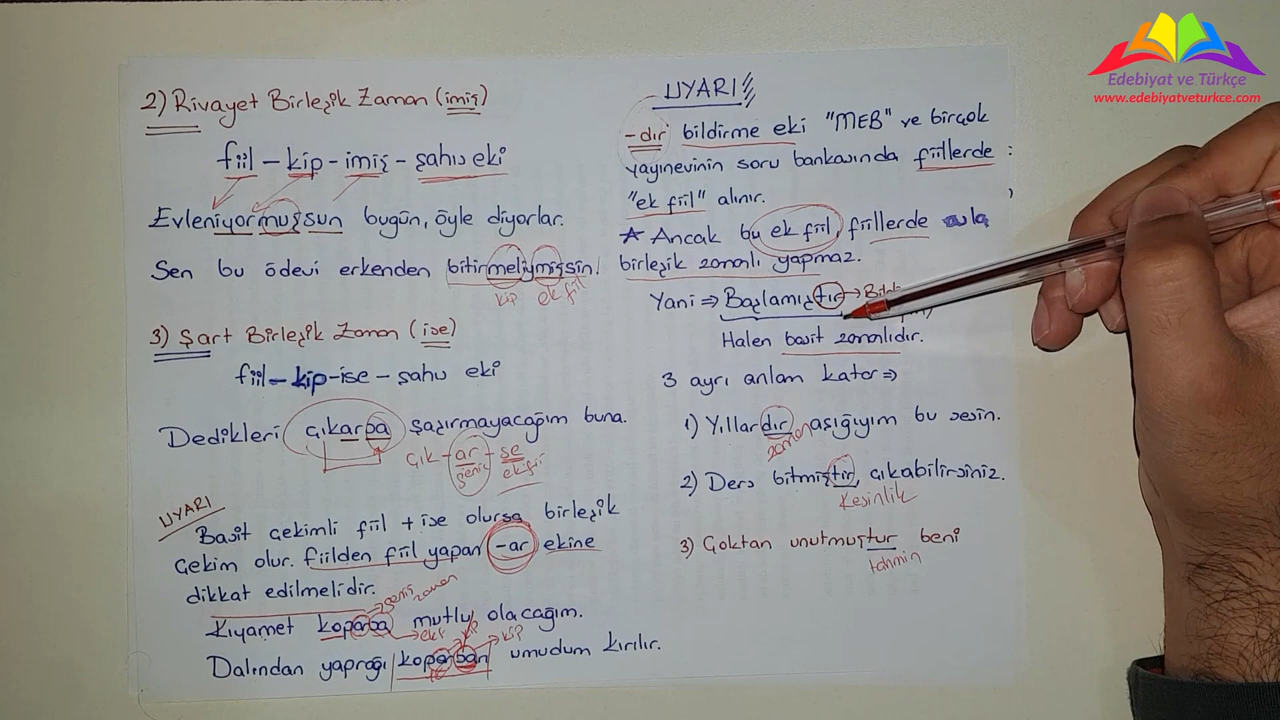 2) Rivayet Birleşik Zaman (imiş)
fiil - kip - imiş - şahıs eki
Evleniyormuşsun bugün, öyle diyorlar.
Sen bu ödevi erkenden bitirmeliymişsin!
kip ek fiil
3) Şart Birleşik Zaman (ise)
fiil - kip - ise - şahıs eki
Dedikleri çıkarsa şaşırmayacağım buna.
çık - ar - se
geniş ekfiil
UYARI
Basit çekimli fiil + ise olursa birleşik
çekim olur. Fiilden fiil yapan -ar ekine
dikkat edilmelidir.
geniş zaman
Kıyamet koparsa mutlu olacağım.
kip kip
Dalından yaprağı koparsan umudum kırılır.
UYARI
-dır bildirme eki "MEB" ve birçok
yayınevinin soru bankasında fiillerde
"ek fiil" alınır.
Ancak bu ek fiil, fiillerde asla
birleşik zamanlı yapmaz.
Yani ⇒ Başlamıştır →
Halen basit zamanlıdır.
3 ayrı anlam katar ⇒
1) Yıllardır aşığıyım bu sesin.
zaman
2) Ders bitmiştir, çıkabilirsiniz.
Kesinlik
3) Çoktan unutmuştur beni
tahmin
Edebiyat ve Türkçe
www.edebiyatveturkce.com